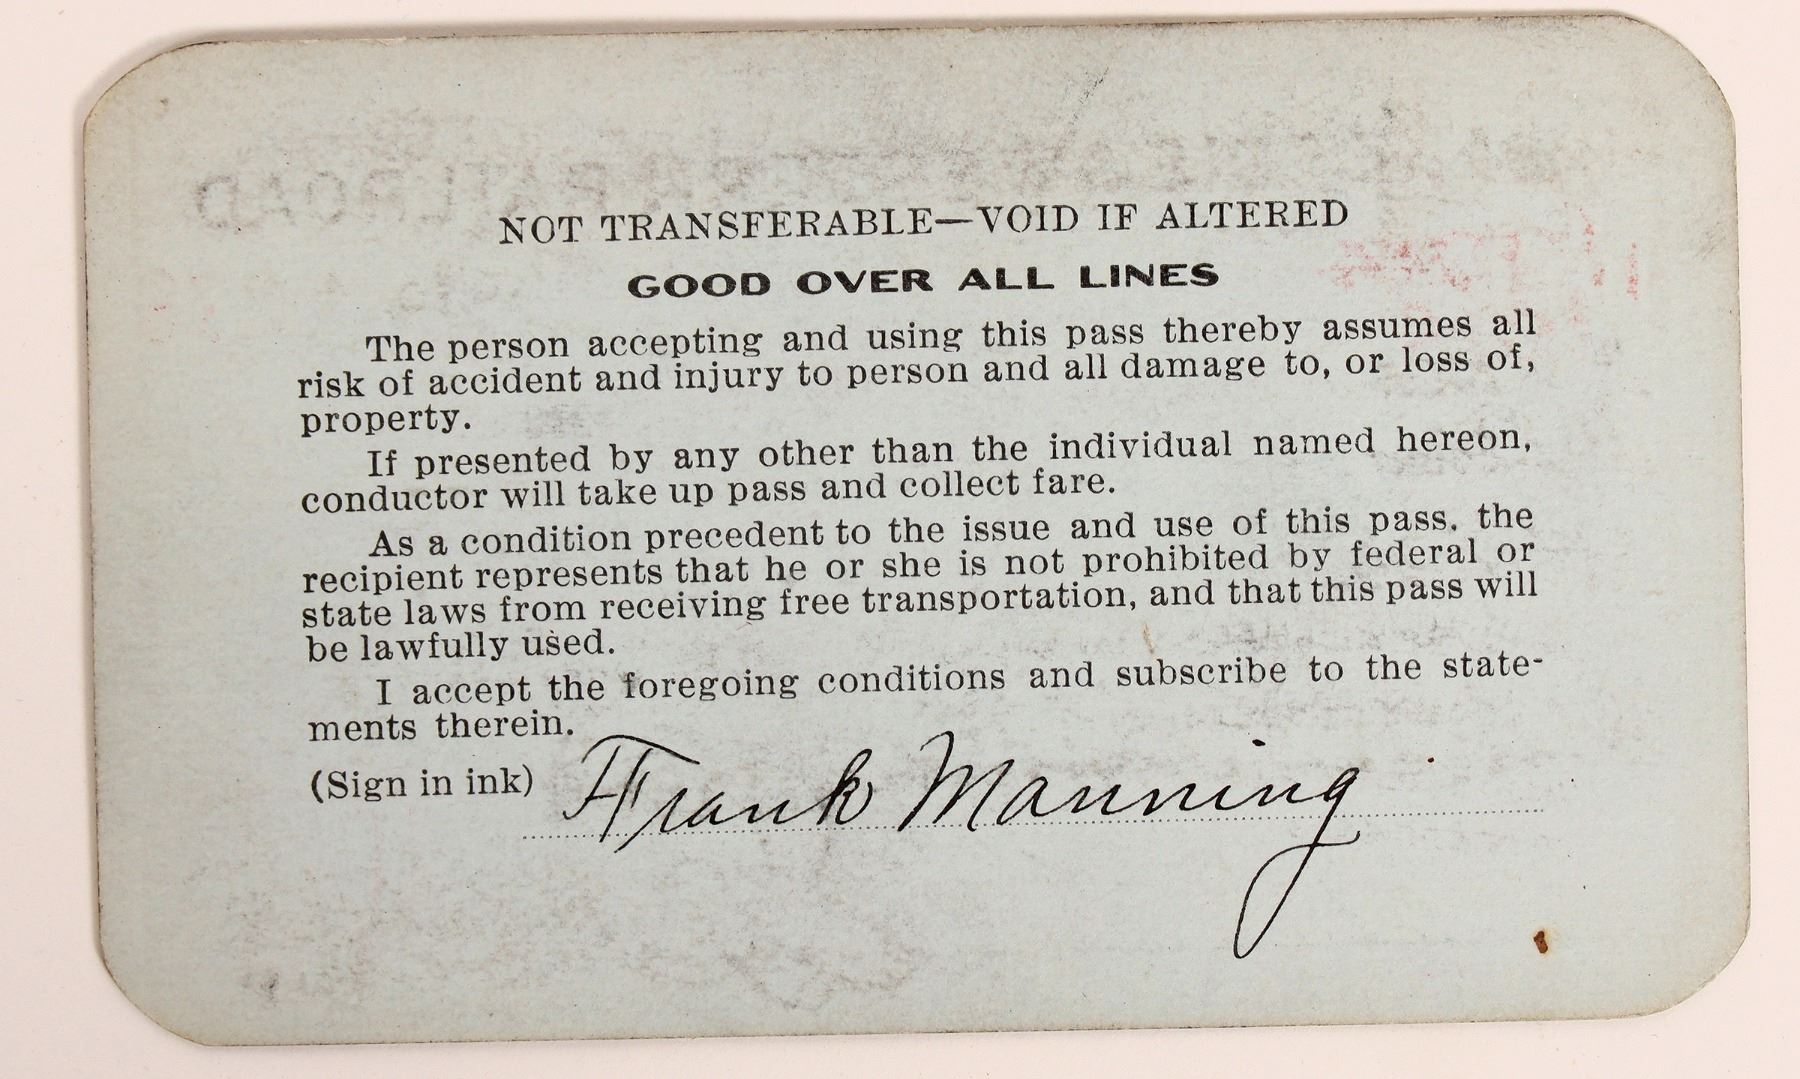 NOT TRANSFERABLE—VOID IF ALTERED
GOOD OVER ALL LINES
The person accepting and using this pass thereby assumes all
risk of accident and injury to person and all damage to, or loss of,
property.
If presented by any other than the individual named hereon,
conductor will take up pass and collect fare.
As a condition precedent to the issue and use of this pass, the
recipient represents that he or she is not prohibited by federal or
state laws from receiving free transportation, and that this pass will
be lawfully used.
I accept the foregoing conditions and subscribe to the state-
ments therein.
(Sign in ink) Frank Manning